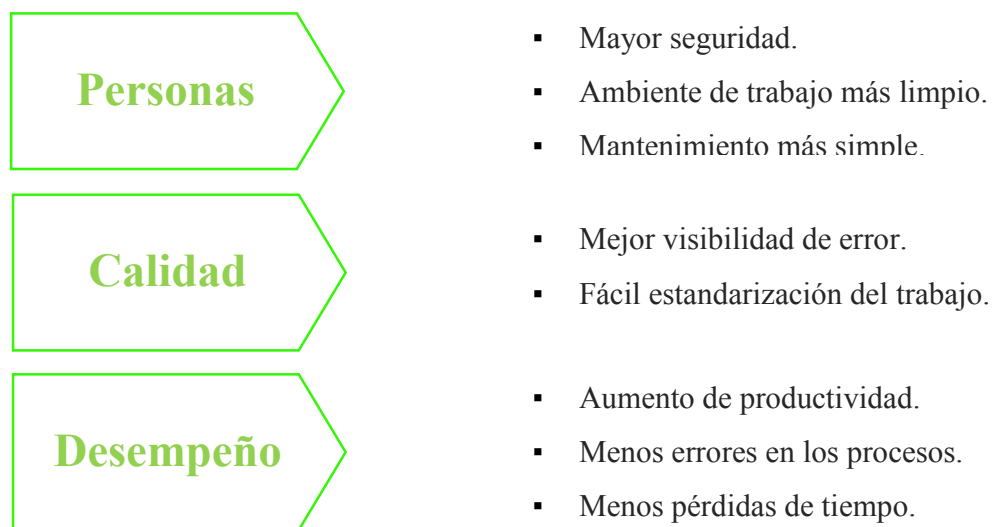 Personas
▪ Mayor seguridad.
▪ Ambiente de trabajo más limpio.
▪ Mantenimiento más simple.
Calidad
▪ Mejor visibilidad de error.
▪ Fácil estandarización del trabajo.
Desempeño
▪ Aumento de productividad.
▪ Menos errores en los procesos.
▪ Menos pérdidas de tiempo.